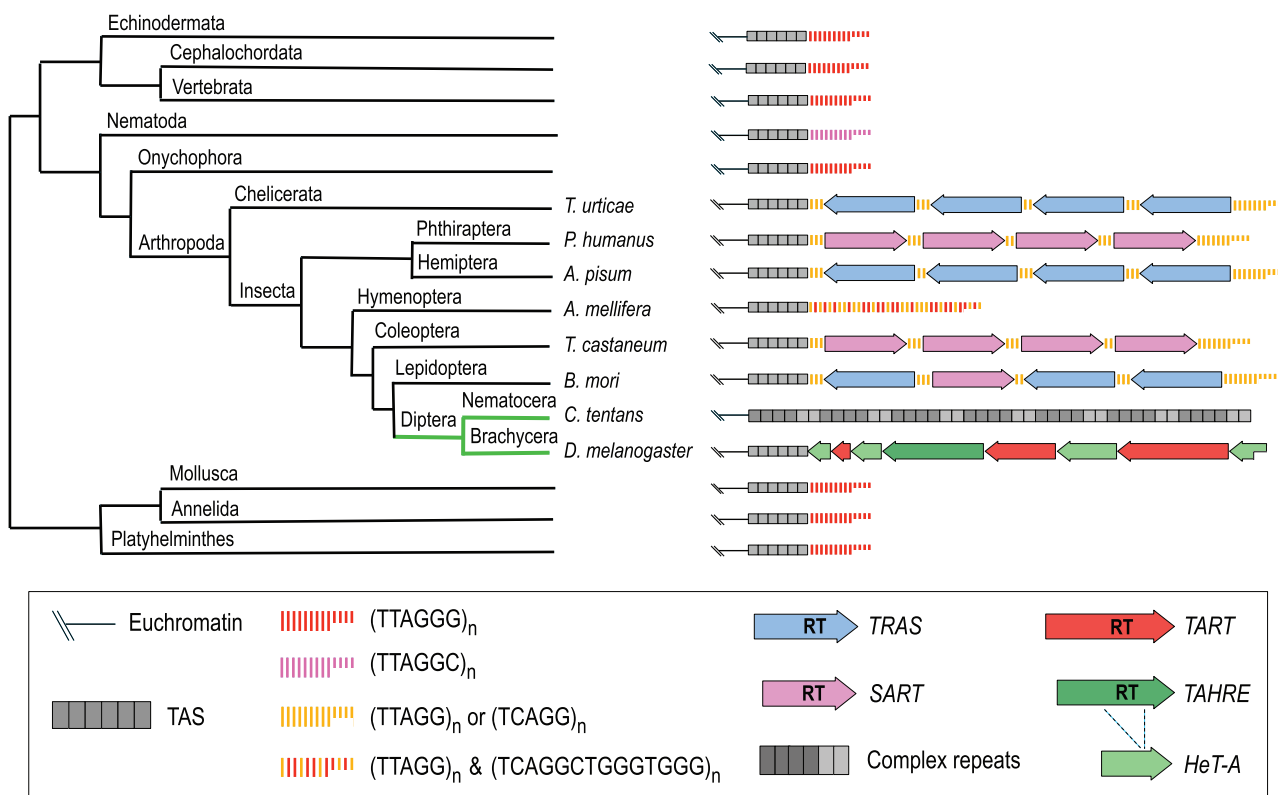 Echinodermata
Cephalochordata
Vertebrata
Nematoda
Onychophora
Chelicerata
T. urticae
Phthiraptera
P. humanus
Arthropoda
Hemiptera
A. pisum
Insecta
Hymenoptera
A. mellifera
Coleoptera
T. castaneum
Lepidoptera
B. mori
Nematocera
C. tentans
Diptera
Brachycera
D. melanogaster
Mollusca
Annelida
Platyhelminthes
Euchromatin
(TTAGGG)n
RT TRAS
RT TART
(TTAGGC)n
RT SART
RT TAHRE
TAS
(TTAGG)n or (TCAGG)n
(TTAGG)n & (TCAGGCTGGGTGGG)n
Complex repeats
HeT-A